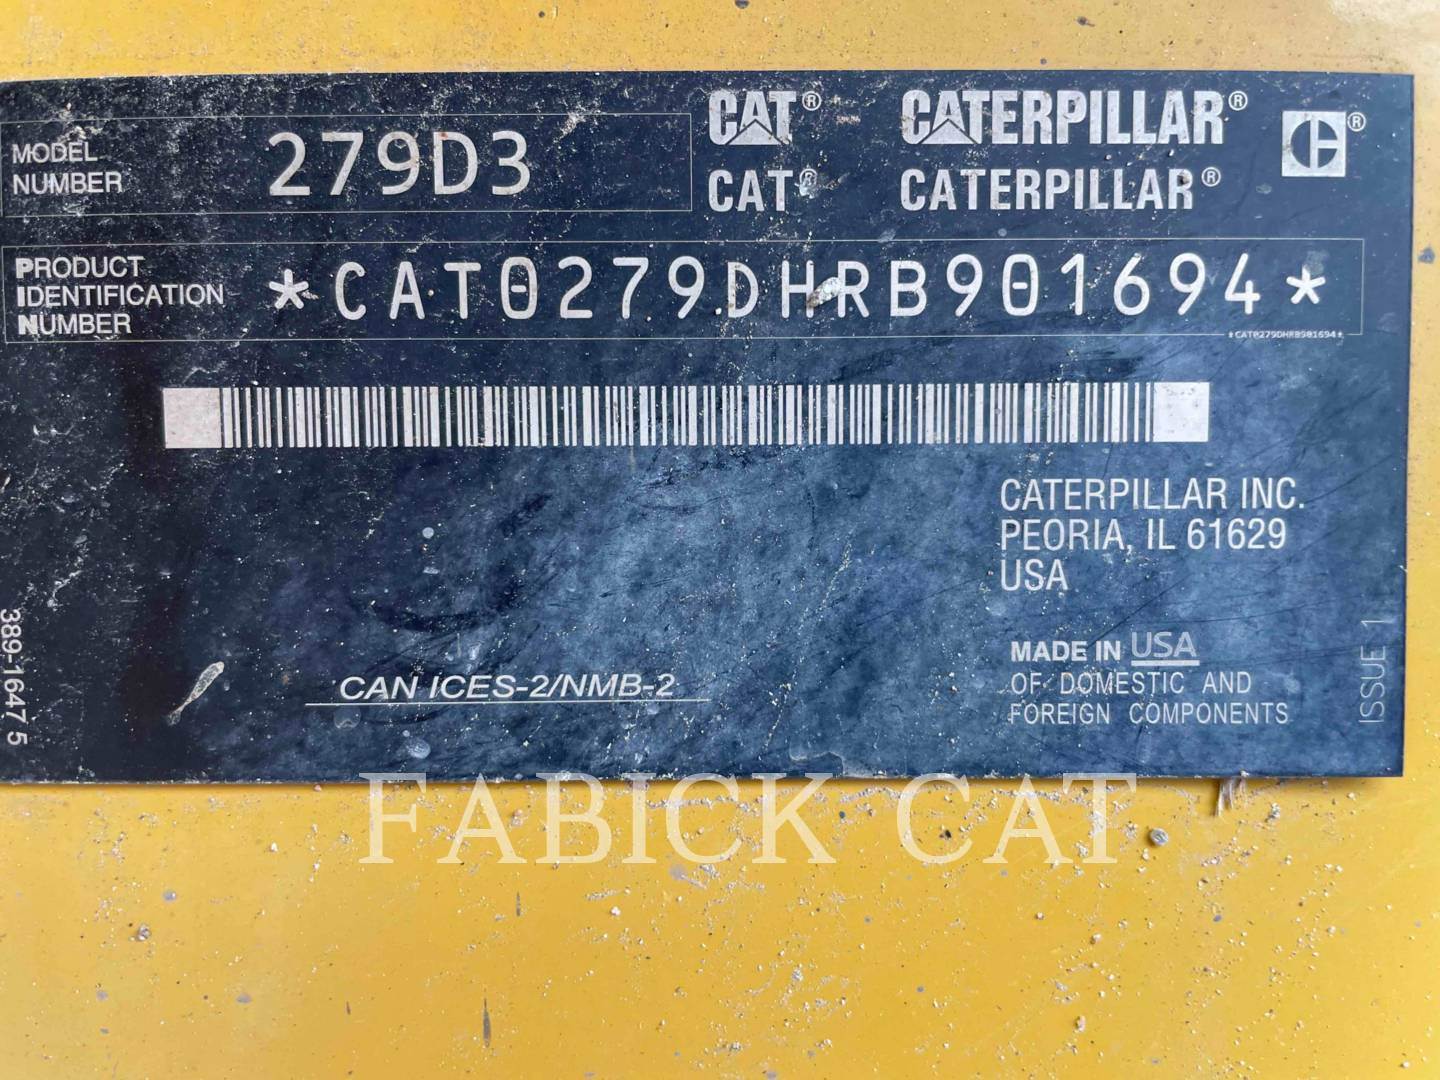 MODEL NUMBER 279D3
CAT® CATERPILLAR® ®
CAT® CATERPILLAR®
PRODUCT IDENTIFICATION NUMBER *CAT0279DHRB901694*
*CAT0279DHRB901694*
CATERPILLAR INC.
PEORIA, IL 61629
USA
MADE IN USA
OF DOMESTIC AND
FOREIGN COMPONENTS
CAN ICES-2/NMB-2
389-1647 5
ISSUE 1
FABICK CAT